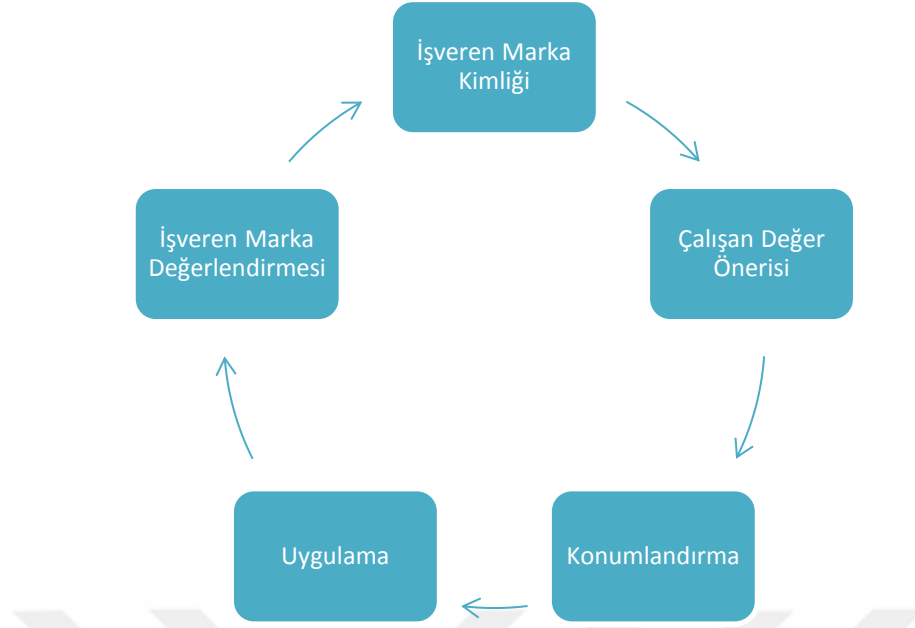 İşveren Marka
Kimliği
Çalışan Değer
Önerisi
Konumlandırma
Uygulama
İşveren Marka
Değerlendirmesi